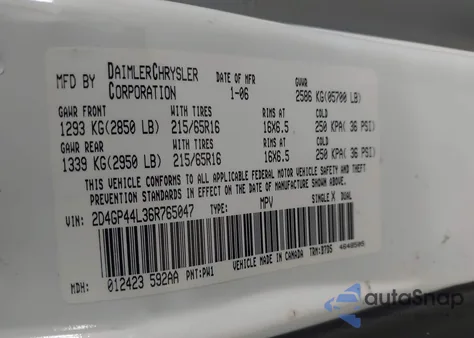 MFD BY DAIMLERCHRYSLER CORPORATION DATE OF MFR 1-06 GVWR 2586 KG(05700 LB)
GAWR FRONT WITH TIRES RIMS AT COLD
1293 KG(2850 LB) 215/65R16 16X6.5 250 KPA( 36 PSI)
GAWR REAR WITH TIRES RIMS AT COLD
1339 KG(2950 LB) 215/65R16 16X6.5 250 KPA( 36 PSI)
THIS VEHICLE CONFORMS TO ALL APPLICABLE FEDERAL MOTOR VEHICLE SAFETY AND THEFT
PREVENTION STANDARDS IN EFFECT ON THE DATE OF MANUFACTURE SHOWN ABOVE.
VIN: 2D4GP44L36R765047 TYPE: MPV SINGLE X DUAL
MDH: 012423 592AA PNT:PW1 VEHICLE MADE IN CANADA TRM:D7D5
autoSnap